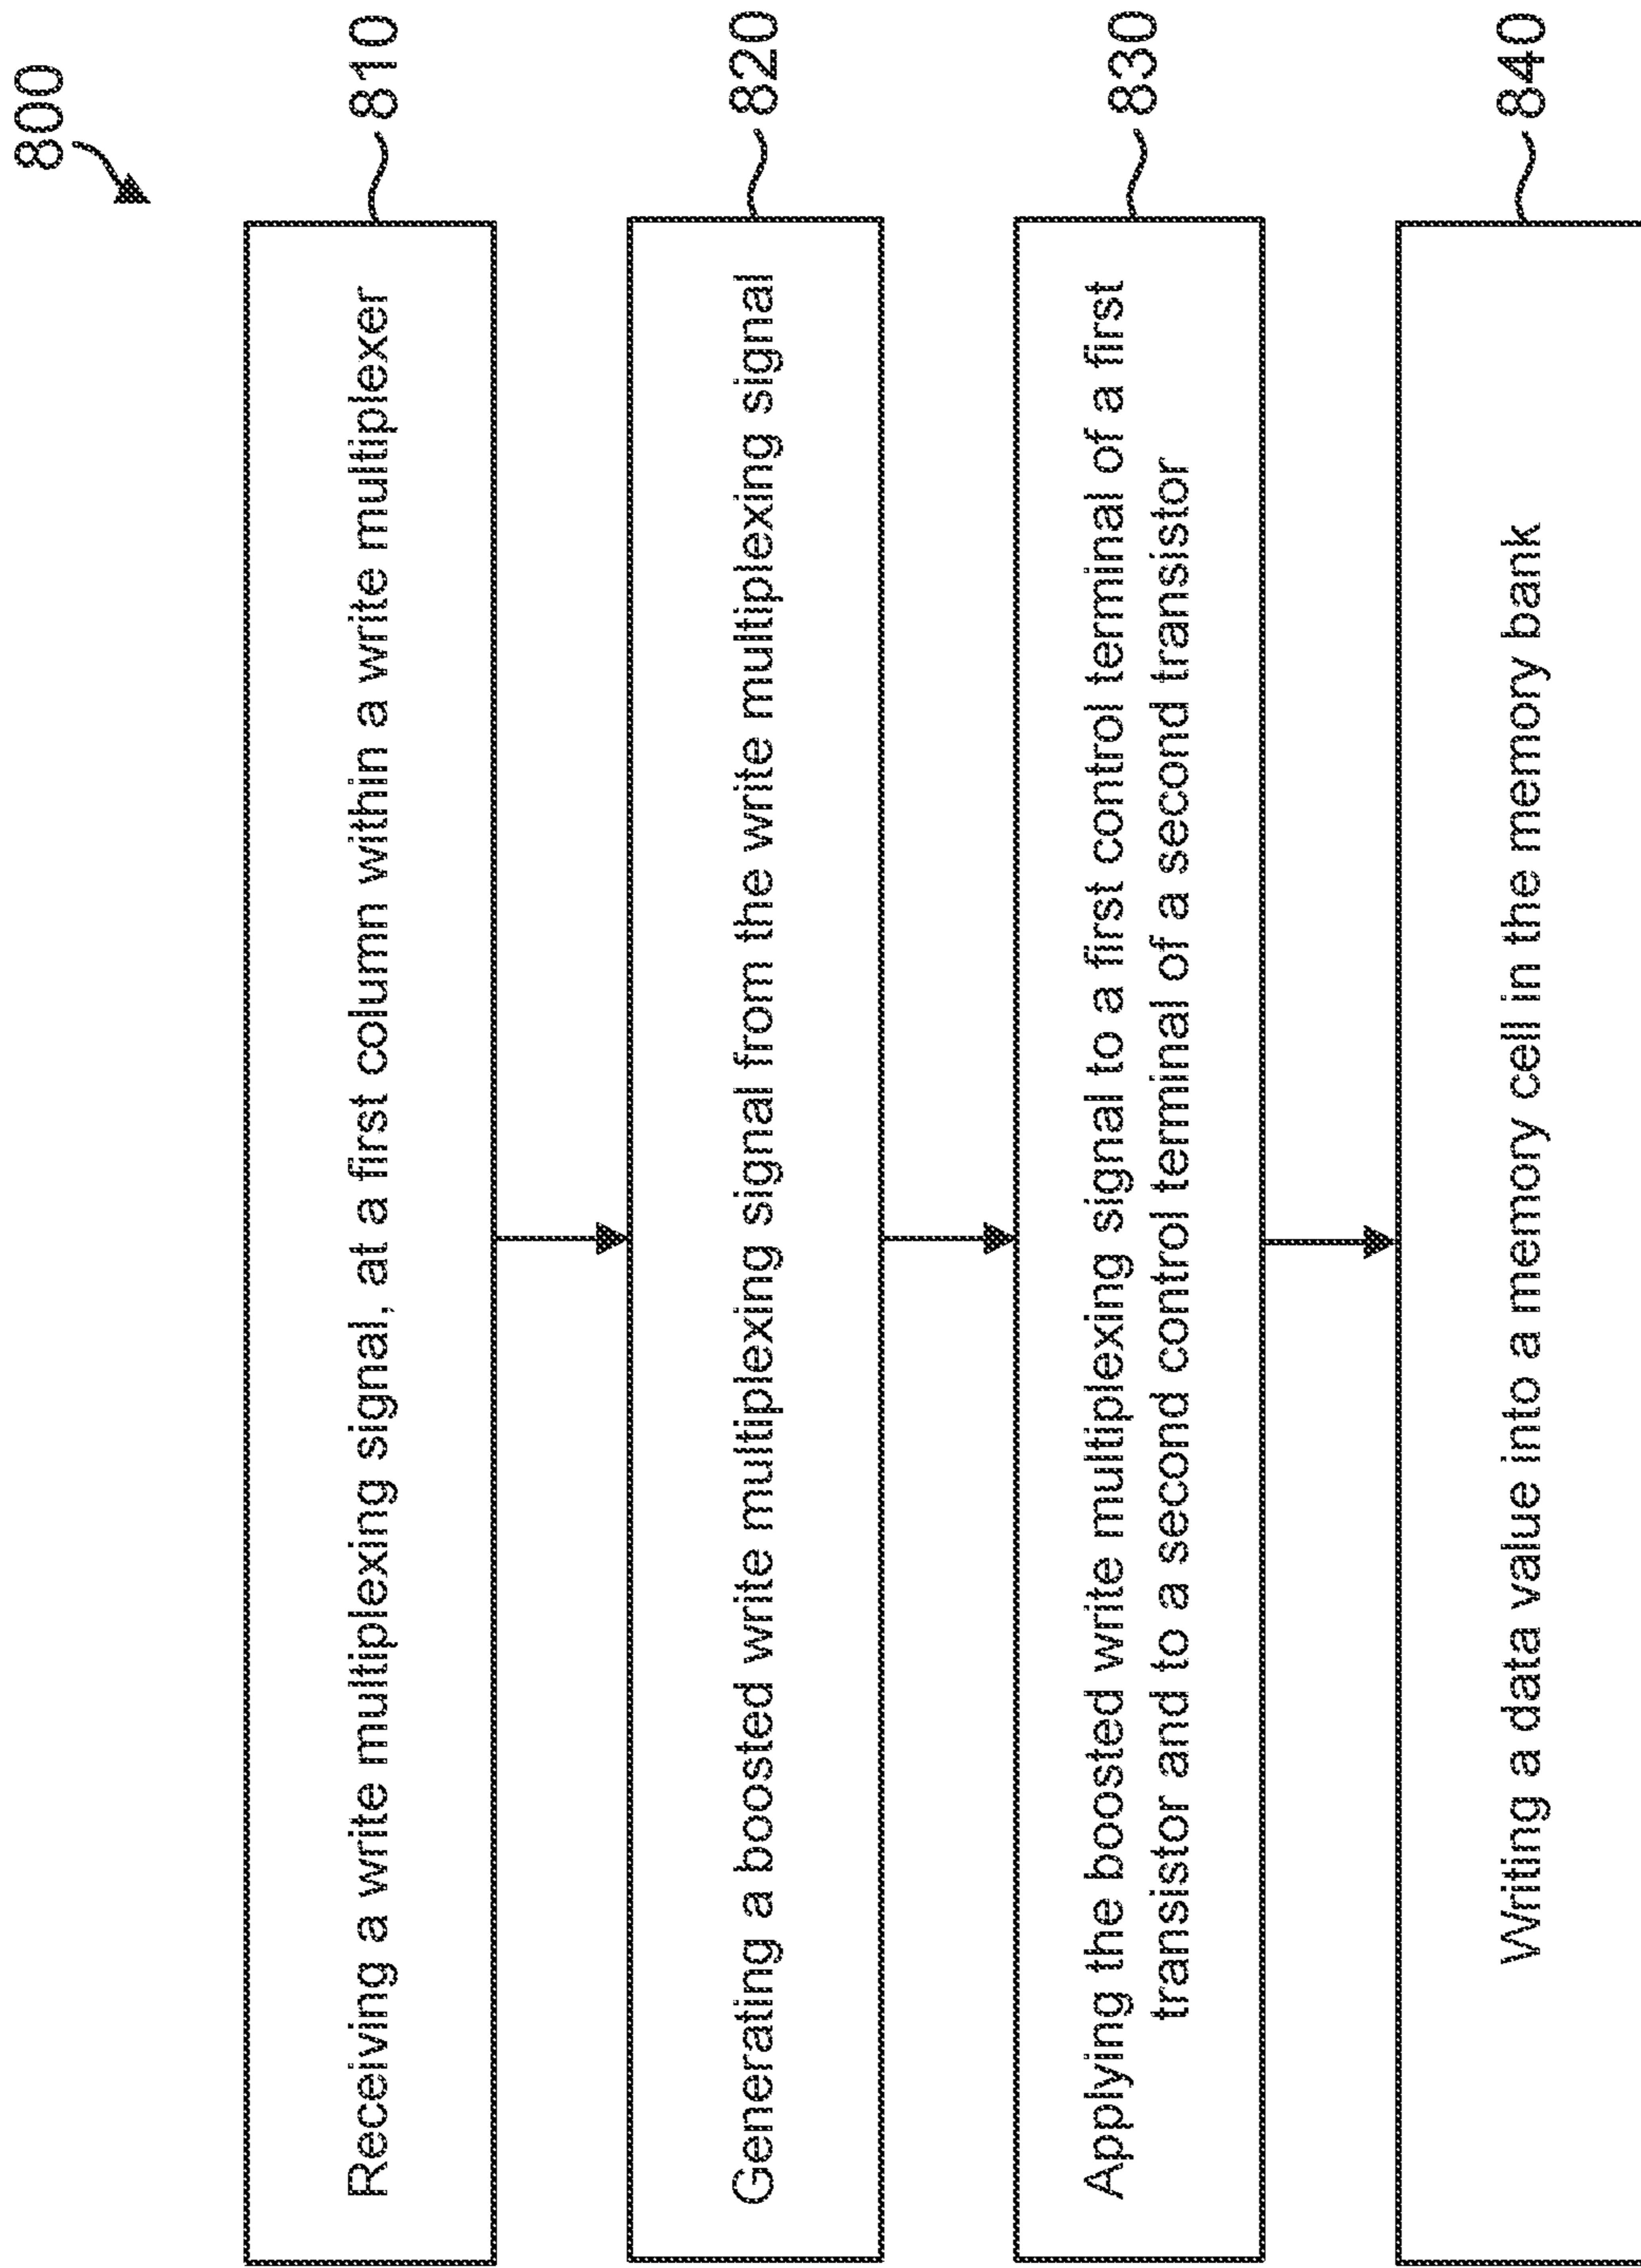 800
Receiving a write multiplexing signal, at a first column within a write multiplexer
810
Generating a boosted write multiplexing signal from the write multiplexing signal
820
Applying the boosted write multiplexing signal to a first control terminal of a first
transistor and to a second control terminal of a second transistor
830
Writing a data value into a memory cell in the memory bank
840